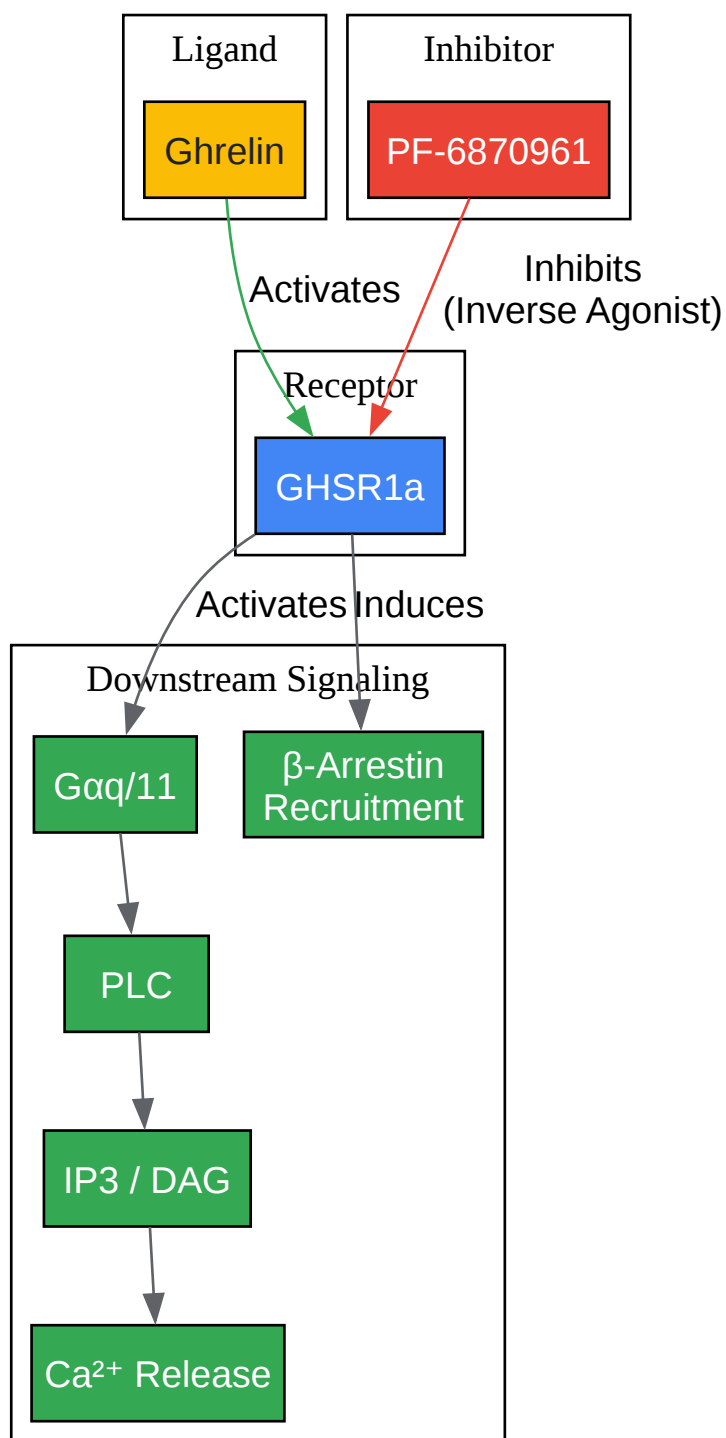 Ligand
Inhibitor
Ghrelin
PF-6870961
Activates
Inhibits
(Inverse Agonist)
Receptor
GHSR1a
Activates
Induces
Downstream Signaling
Gαq/11
β-Arrestin
Recruitment
PLC
IP3 / DAG
Ca²⁺ Release